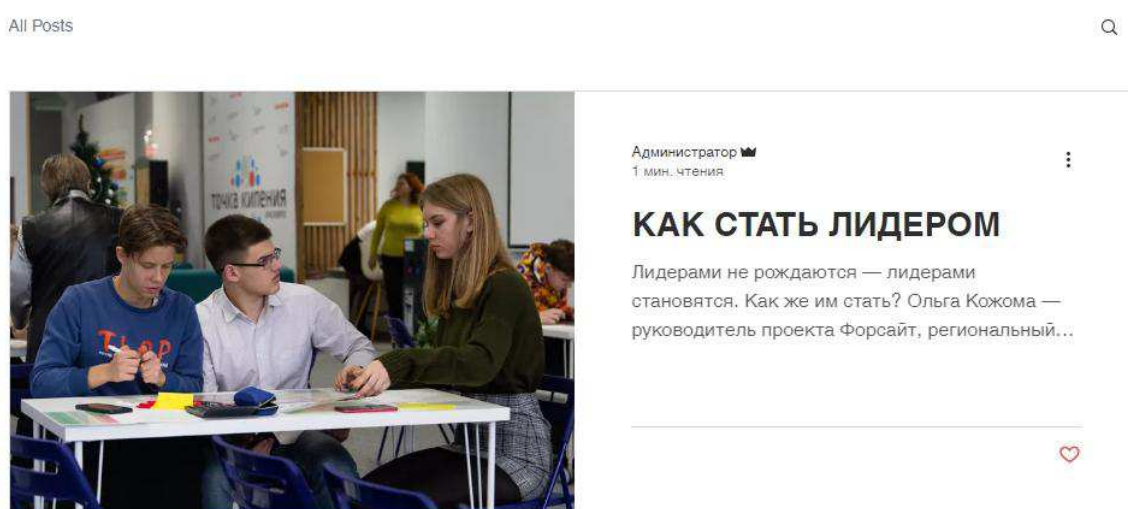 All Posts
ТОЧКА КИПЕНИЯ
Администратор
1 мин. чтения
КАК СТАТЬ ЛИДЕРОМ
Лидерами не рождаются — лидерами
становятся. Как же им стать? Ольга Кожома —
руководитель проекта Форсайт, региональный...